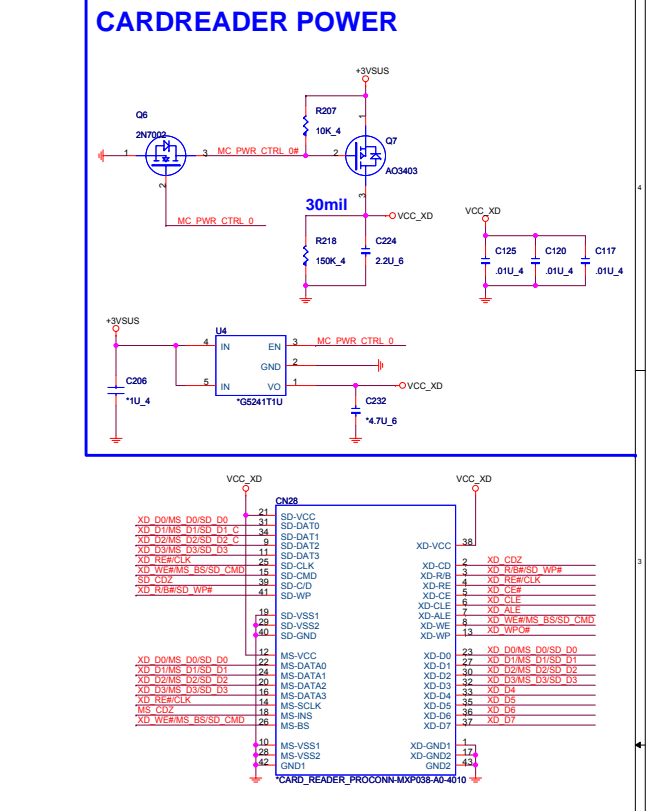 CARDREADER POWER
+3VSUS
Q6
2N7002
1
3
2
MC_PWR_CTRL_0#
MC_PWR_CTRL_0
R207
10K_4
1
2
3
Q7
AO3403
30mil
VCC_XD
R218
150K_4
C224
2.2U_6
VCC_XD
C125
.01U_4
C120
.01U_4
C117
.01U_4
4
+3VSUS
C206
*1U_4
U4
4 IN
5 IN
EN 3 MC_PWR_CTRL_0
GND 2
VO 1
*G5241T1U
VCC_XD
C232
*4.7U_6
VCC_XD
VCC_XD
CN28
21 SD-VCC
XD_D0/MS_D0/SD_D0 31 SD-DAT0
XD_D1/MS_D1/SD_D1_C 34 SD-DAT1
XD_D2/MS_D2/SD_D2_C 9 SD-DAT2
XD_D3/MS_D3/SD_D3 11 SD-DAT3
XD_RE#/CLK 25 SD-CLK
XD_WE#/MS_BS/SD_CMD 15 SD-CMD
SD_CDZ 39 SD-C/D
XD_R/B#/SD_WP# 41 SD-WP
19 SD-VSS1
29 SD-VSS2
40 SD-GND
12 MS-VCC
XD_D0/MS_D0/SD_D0 22 MS-DATA0
XD_D1/MS_D1/SD_D1 24 MS-DATA1
XD_D2/MS_D2/SD_D2 20 MS-DATA2
XD_D3/MS_D3/SD_D3 16 MS-DATA3
XD_RE#/CLK 14 MS-SCLK
MS_CDZ 18 MS-INS
XD_WE#/MS_BS/SD_CMD 26 MS-BS
10 MS-VSS1
28 MS-VSS2
42 GND1
XD-VCC 38
XD-CD 2 XD_CDZ
XD-R/B 3 XD_R/B#/SD_WP#
XD-RE 4 XD_RE#/CLK
XD-CE 5 XD_CE#
XD-CLE 6 XD_CLE
XD-ALE 7 XD_ALE
XD-WE 8 XD_WE#/MS_BS/SD_CMD
XD-WP 13 XD_WPO#
XD-D0 23 XD_D0/MS_D0/SD_D0
XD-D1 27 XD_D1/MS_D1/SD_D1
XD-D2 30 XD_D2/MS_D2/SD_D2
XD-D3 32 XD_D3/MS_D3/SD_D3
XD-D4 33 XD_D4
XD-D5 35 XD_D5
XD-D6 36 XD_D6
XD-D7 37 XD_D7
XD-GND1 1
XD-GND2 17
GND2 43
*CARD_READER_PROCONN-MXP038-A0-4010
3